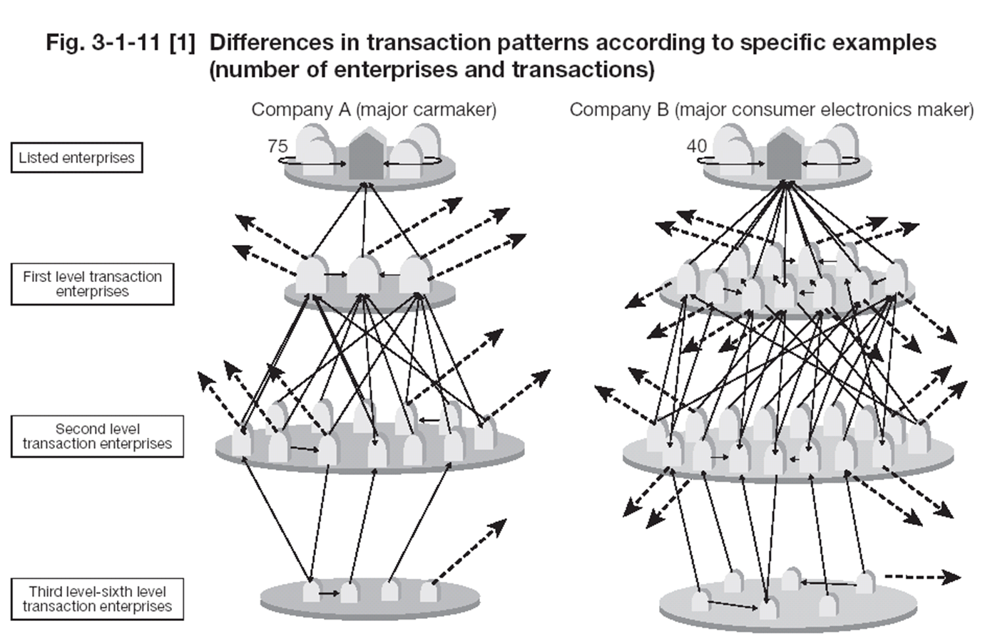 Fig. 3-1-11 [1] Differences in transaction patterns according to specific examples
(number of enterprises and transactions)
Company A (major carmaker)
Company B (major consumer electronics maker)
Listed enterprises
75
40
First level transaction
enterprises
Second level
transaction enterprises
Third level-sixth level
transaction enterprises